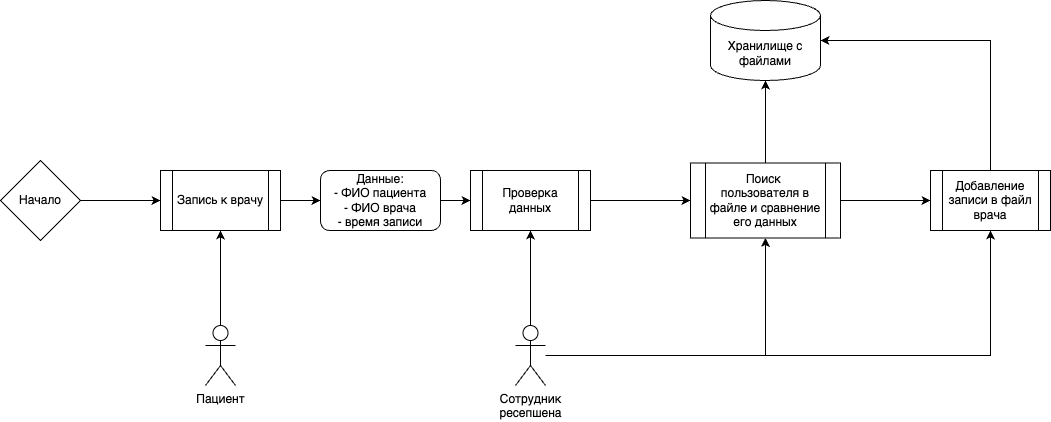 Хранилище с
файлами
Начало
Запись к врачу
Данные:
- ФИО пациента
- ФИО врача
- время записи
Проверка
данных
Поиск
пользователя в
файле и сравнение
его данных
Добавление
записи в файл
врача
Пациент
Сотрудник
ресепшена